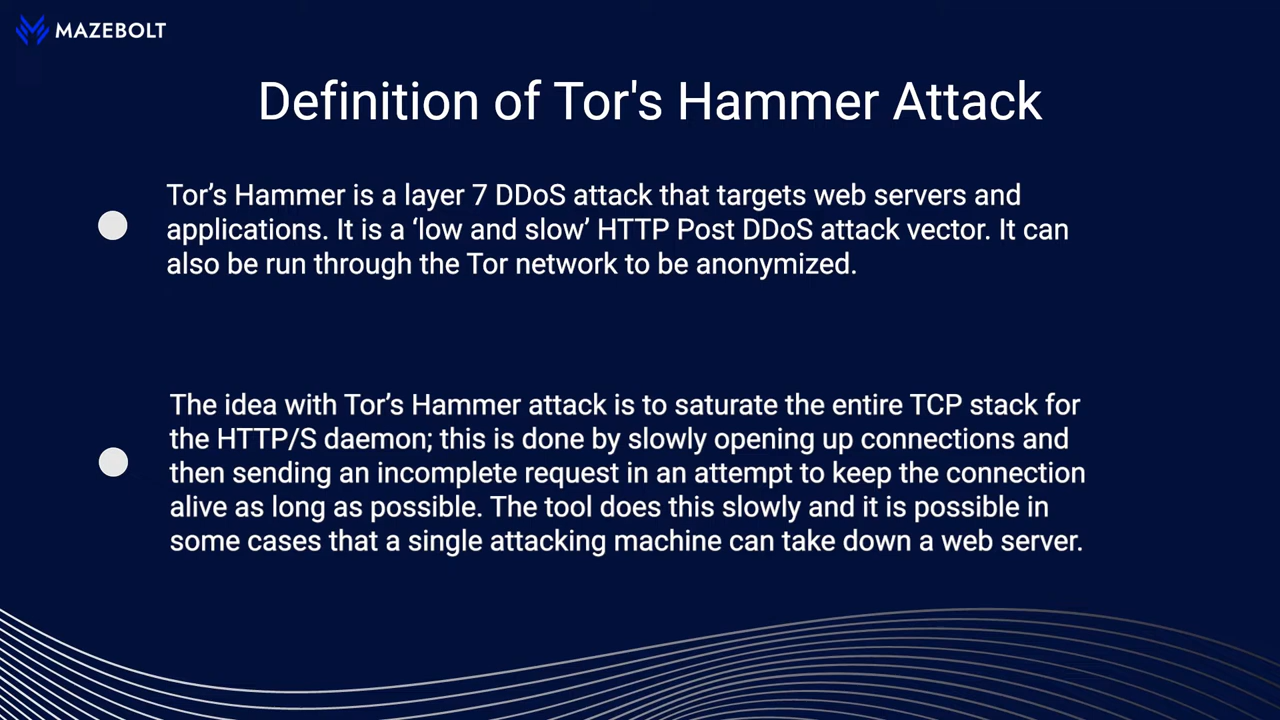 MAZEBOLT
Definition of Tor's Hammer Attack
Tor’s Hammer is a layer 7 DDoS attack that targets web servers and
applications. It is a ‘low and slow’ HTTP Post DDoS attack vector. It can
also be run through the Tor network to be anonymized.
The idea with Tor’s Hammer attack is to saturate the entire TCP stack for
the HTTP/S daemon; this is done by slowly opening up connections and
then sending an incomplete request in an attempt to keep the connection
alive as long as possible. The tool does this slowly and it is possible in
some cases that a single attacking machine can take down a web server.